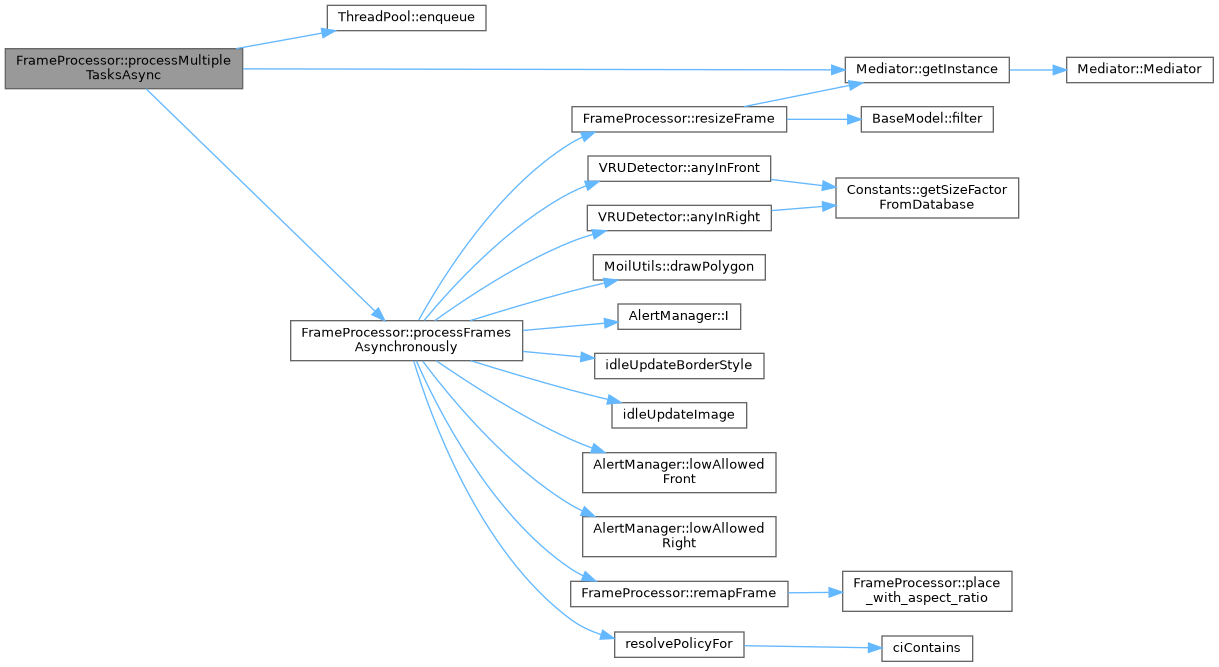 ThreadPool::enqueue
FrameProcessor::processMultiple
TasksAsync
Mediator::getInstance
Mediator::Mediator
FrameProcessor::resizeFrame
BaseModel::filter
VRUDetector::anyInFront
Constants::getSizeFactor
FromDatabase
VRUDetector::anyInRight
MoilUtils::drawPolygon
AlertManager::I
FrameProcessor::processFrames
Asynchronously
idleUpdateBorderStyle
idleUpdateImage
AlertManager::lowAllowed
Front
AlertManager::lowAllowed
Right
FrameProcessor::remapFrame
FrameProcessor::place
_with_aspect_ratio
resolvePolicyFor
ciContains